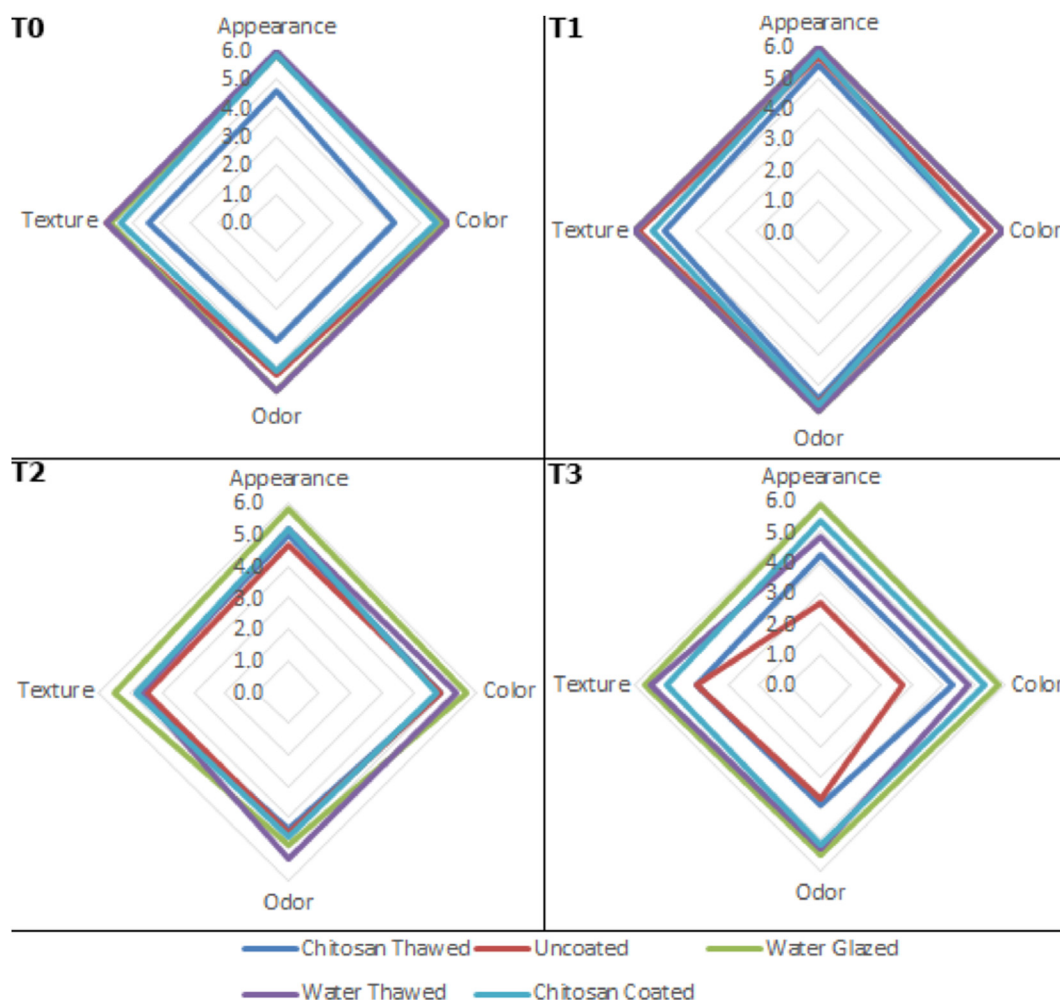 T0
Appearance
6.0
5.0
4.0
3.0
2.0
1.0
0.0
Texture
Color
Odor
T1
Appearance
6.0
5.0
4.0
3.0
2.0
1.0
0.0
Texture
Color
Odor
T2
Appearance
6.0
5.0
4.0
3.0
2.0
1.0
0.0
Texture
Color
Odor
T3
Appearance
6.0
5.0
4.0
3.0
2.0
1.0
0.0
Texture
Color
Odor
Chitosan Thawed Uncoated Water Glazed
Water Thawed Chitosan Coated